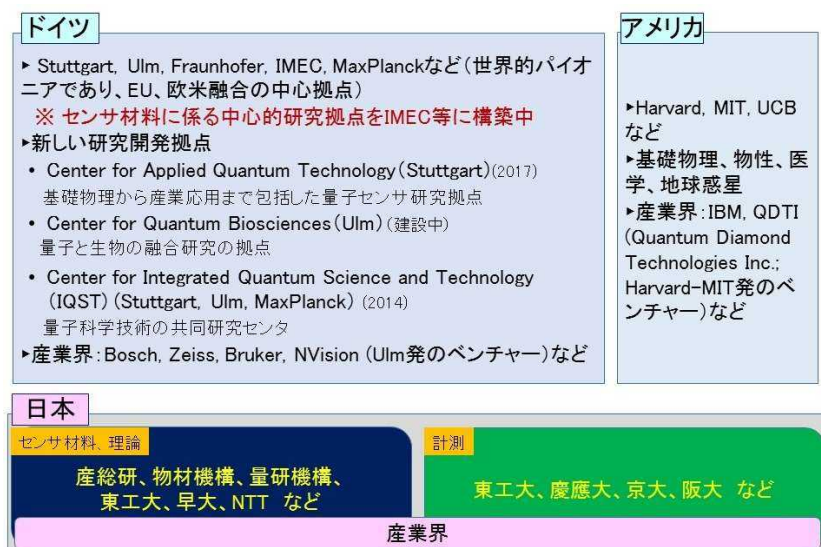 ドイツ
▸ Stuttgart, Ulm, Fraunhofer, IMEC, MaxPlanckなど（世界的パイオ
ニアであり、EU、欧米融合の中心拠点）
※ センサ材料に係る中心的研究拠点をIMEC等に構築中
▸新しい研究開発拠点
• Center for Applied Quantum Technology（Stuttgart）(2017)
基礎物理から産業応用まで包括した量子センサ研究拠点
• Center for Quantum Biosciences（Ulm）(建設中)
量子と生物の融合研究の拠点
• Center for Integrated Quantum Science and Technology
（IQST）(Stuttgart, Ulm, MaxPlanck) (2014)
量子科学技術の共同研究センタ
▸産業界：Bosch, Zeiss, Bruker, NVision (Ulm発のベンチャー）など
アメリカ
▸Harvard, MIT, UCB
など
▸基礎物理、物性、医
学、地球惑星
▸産業界：IBM, QDTI
(Quantum Diamond
Technologies Inc.;
Harvard-MIT発のベ
ンチャー）など
日本
センサ材料、理論
産総研、物材機構、量研機構、
東工大、早大、NTT など
計測
東工大、慶應大、京大、阪大 など
産業界